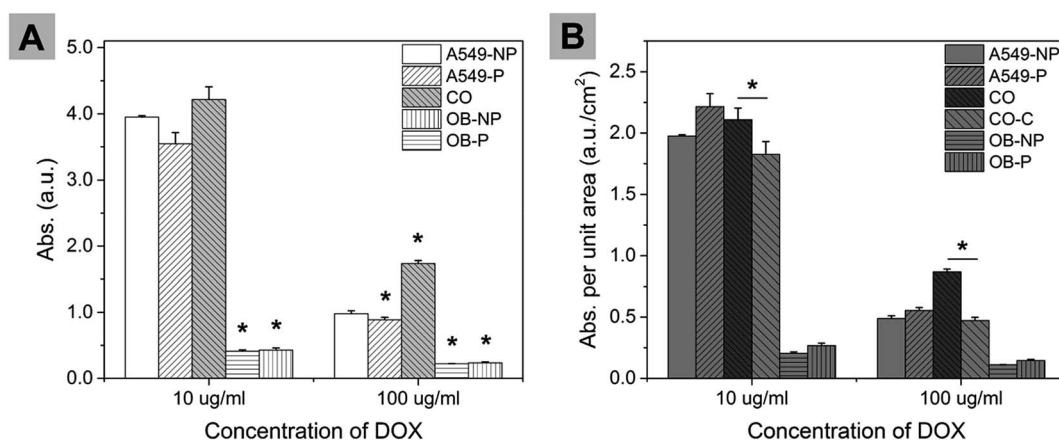 A
5.0
4.0
3.0
2.0
1.0
0.0
Abs. (a.u.)
A549-NP
A549-P
CO
OB-NP
OB-P
*
*
*
*
*
*
10 ug/ml
100 ug/ml
Concentration of DOX
B
2.5
2.0
1.5
1.0
0.5
0.0
Abs. per unit area (a.u./cm²)
A549-NP
A549-P
CO
CO-C
OB-NP
OB-P
*
*
10 ug/ml
100 ug/ml
Concentration of DOX